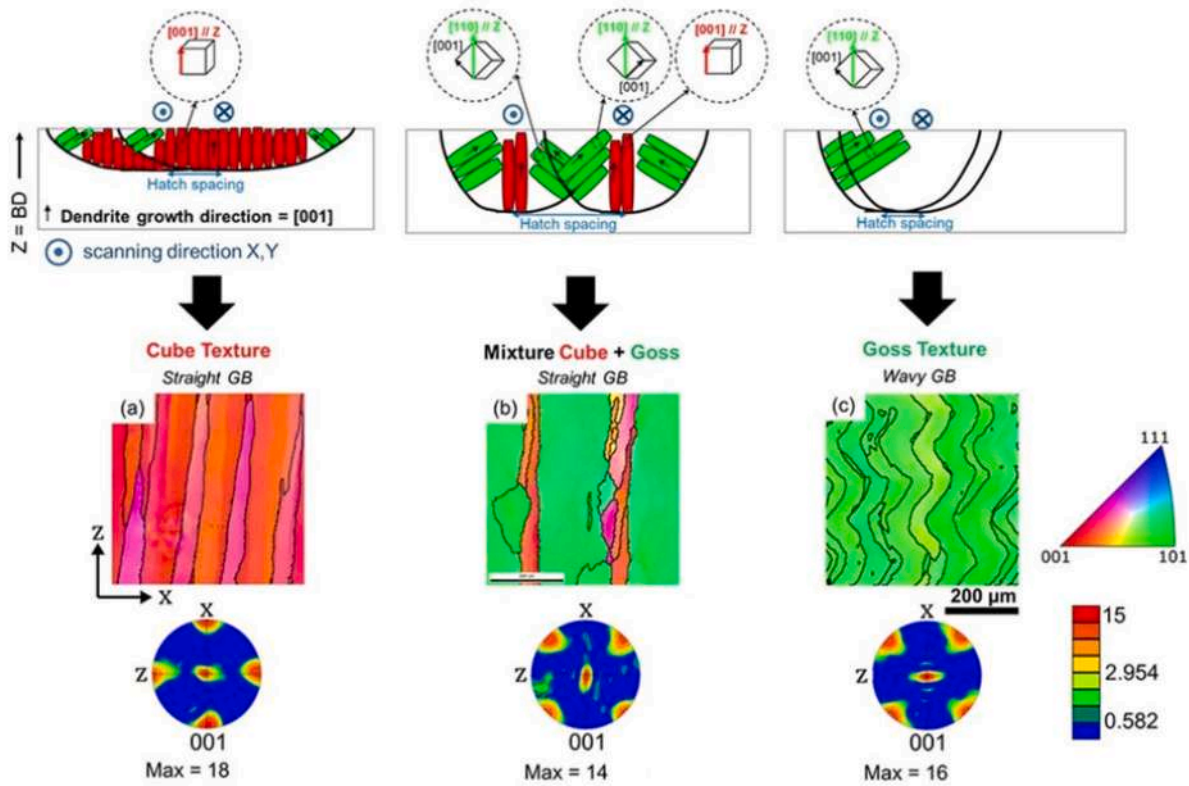 [001] // Z
[110] // Z
[001]
[110] // Z
[001]
[001] // Z
[110] // Z
[001]
Z = BD
Hatch spacing
Dendrite growth direction = [001]
scanning direction X,Y
Hatch spacing
Hatch spacing
Cube Texture
Straight GB
Mixture Cube + Goss
Straight GB
Goss Texture
Wavy GB
(a)
(b)
(c)
Z
X
200 µm
111
001
101
X
Z
001
Max = 18
X
Z
001
Max = 14
X
Z
001
Max = 16
15
2.954
0.582